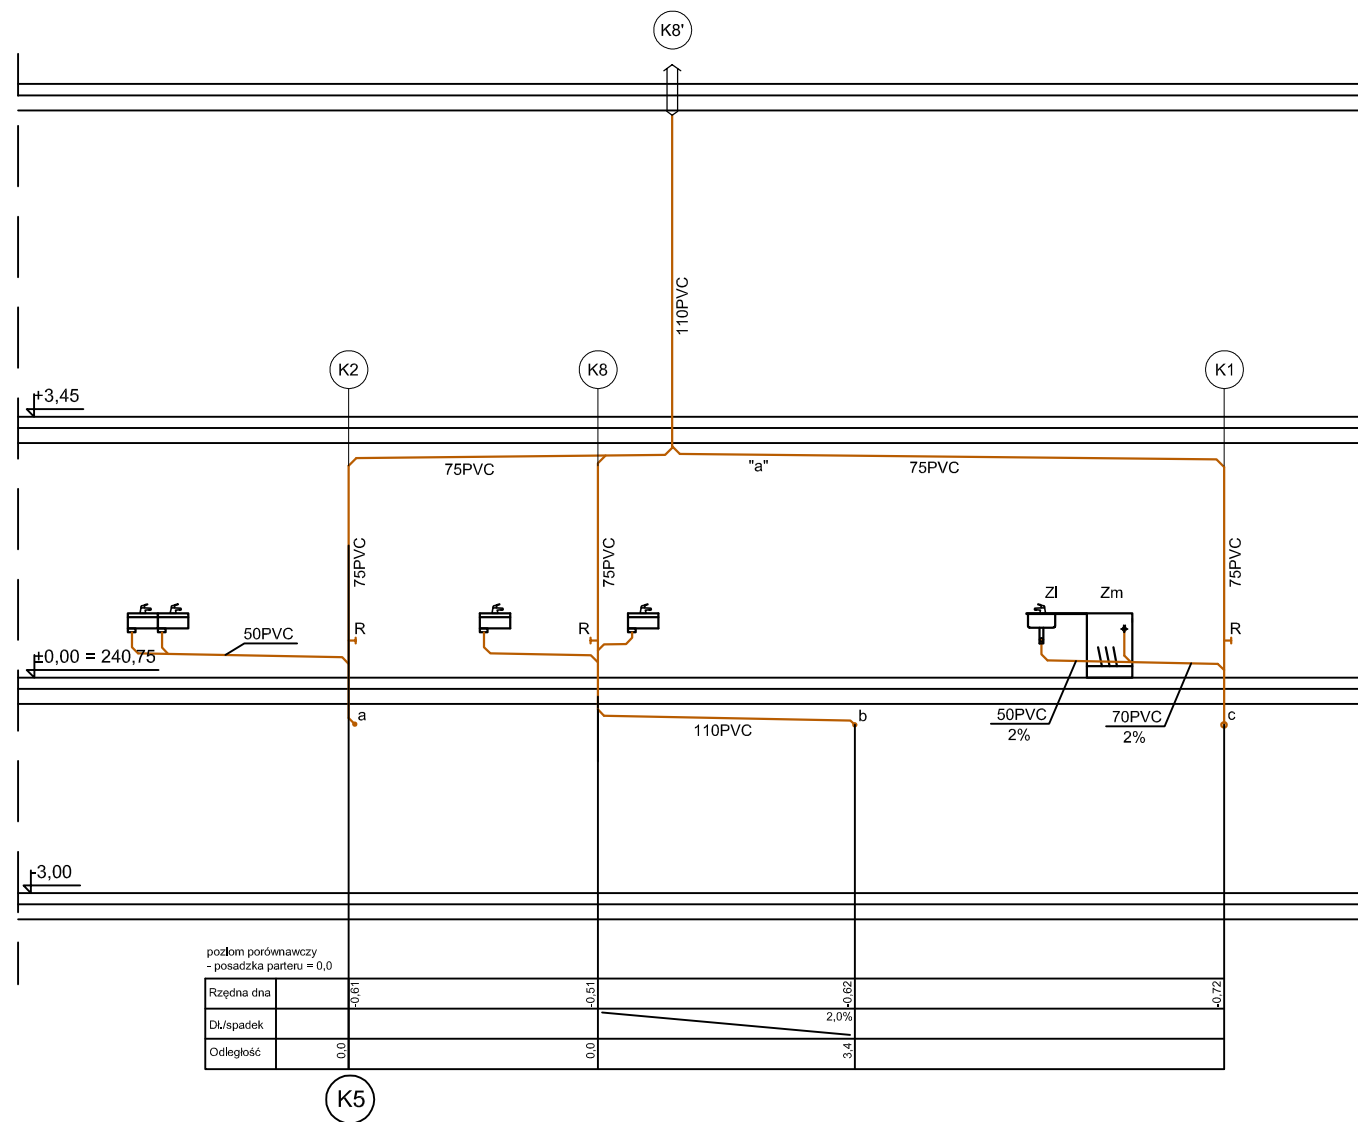 K8'
110PVC
K2
K8
K1
+3,45
75PVC
"a"
75PVC
75PVC
75PVC
75PVC
Zl
Zm
50PVC
R
R
R
±0,00 = 240,75
a
b
c
110PVC
50PVC
2%
70PVC
2%
-3,00
poziom porównawczy
- posadzka parteru = 0,0
Rzędna dna
-0,61
-0,51
-0,62
-0,72
Dł./spadek
2,0%
Odległość
0,0
0,0
3,4
K5